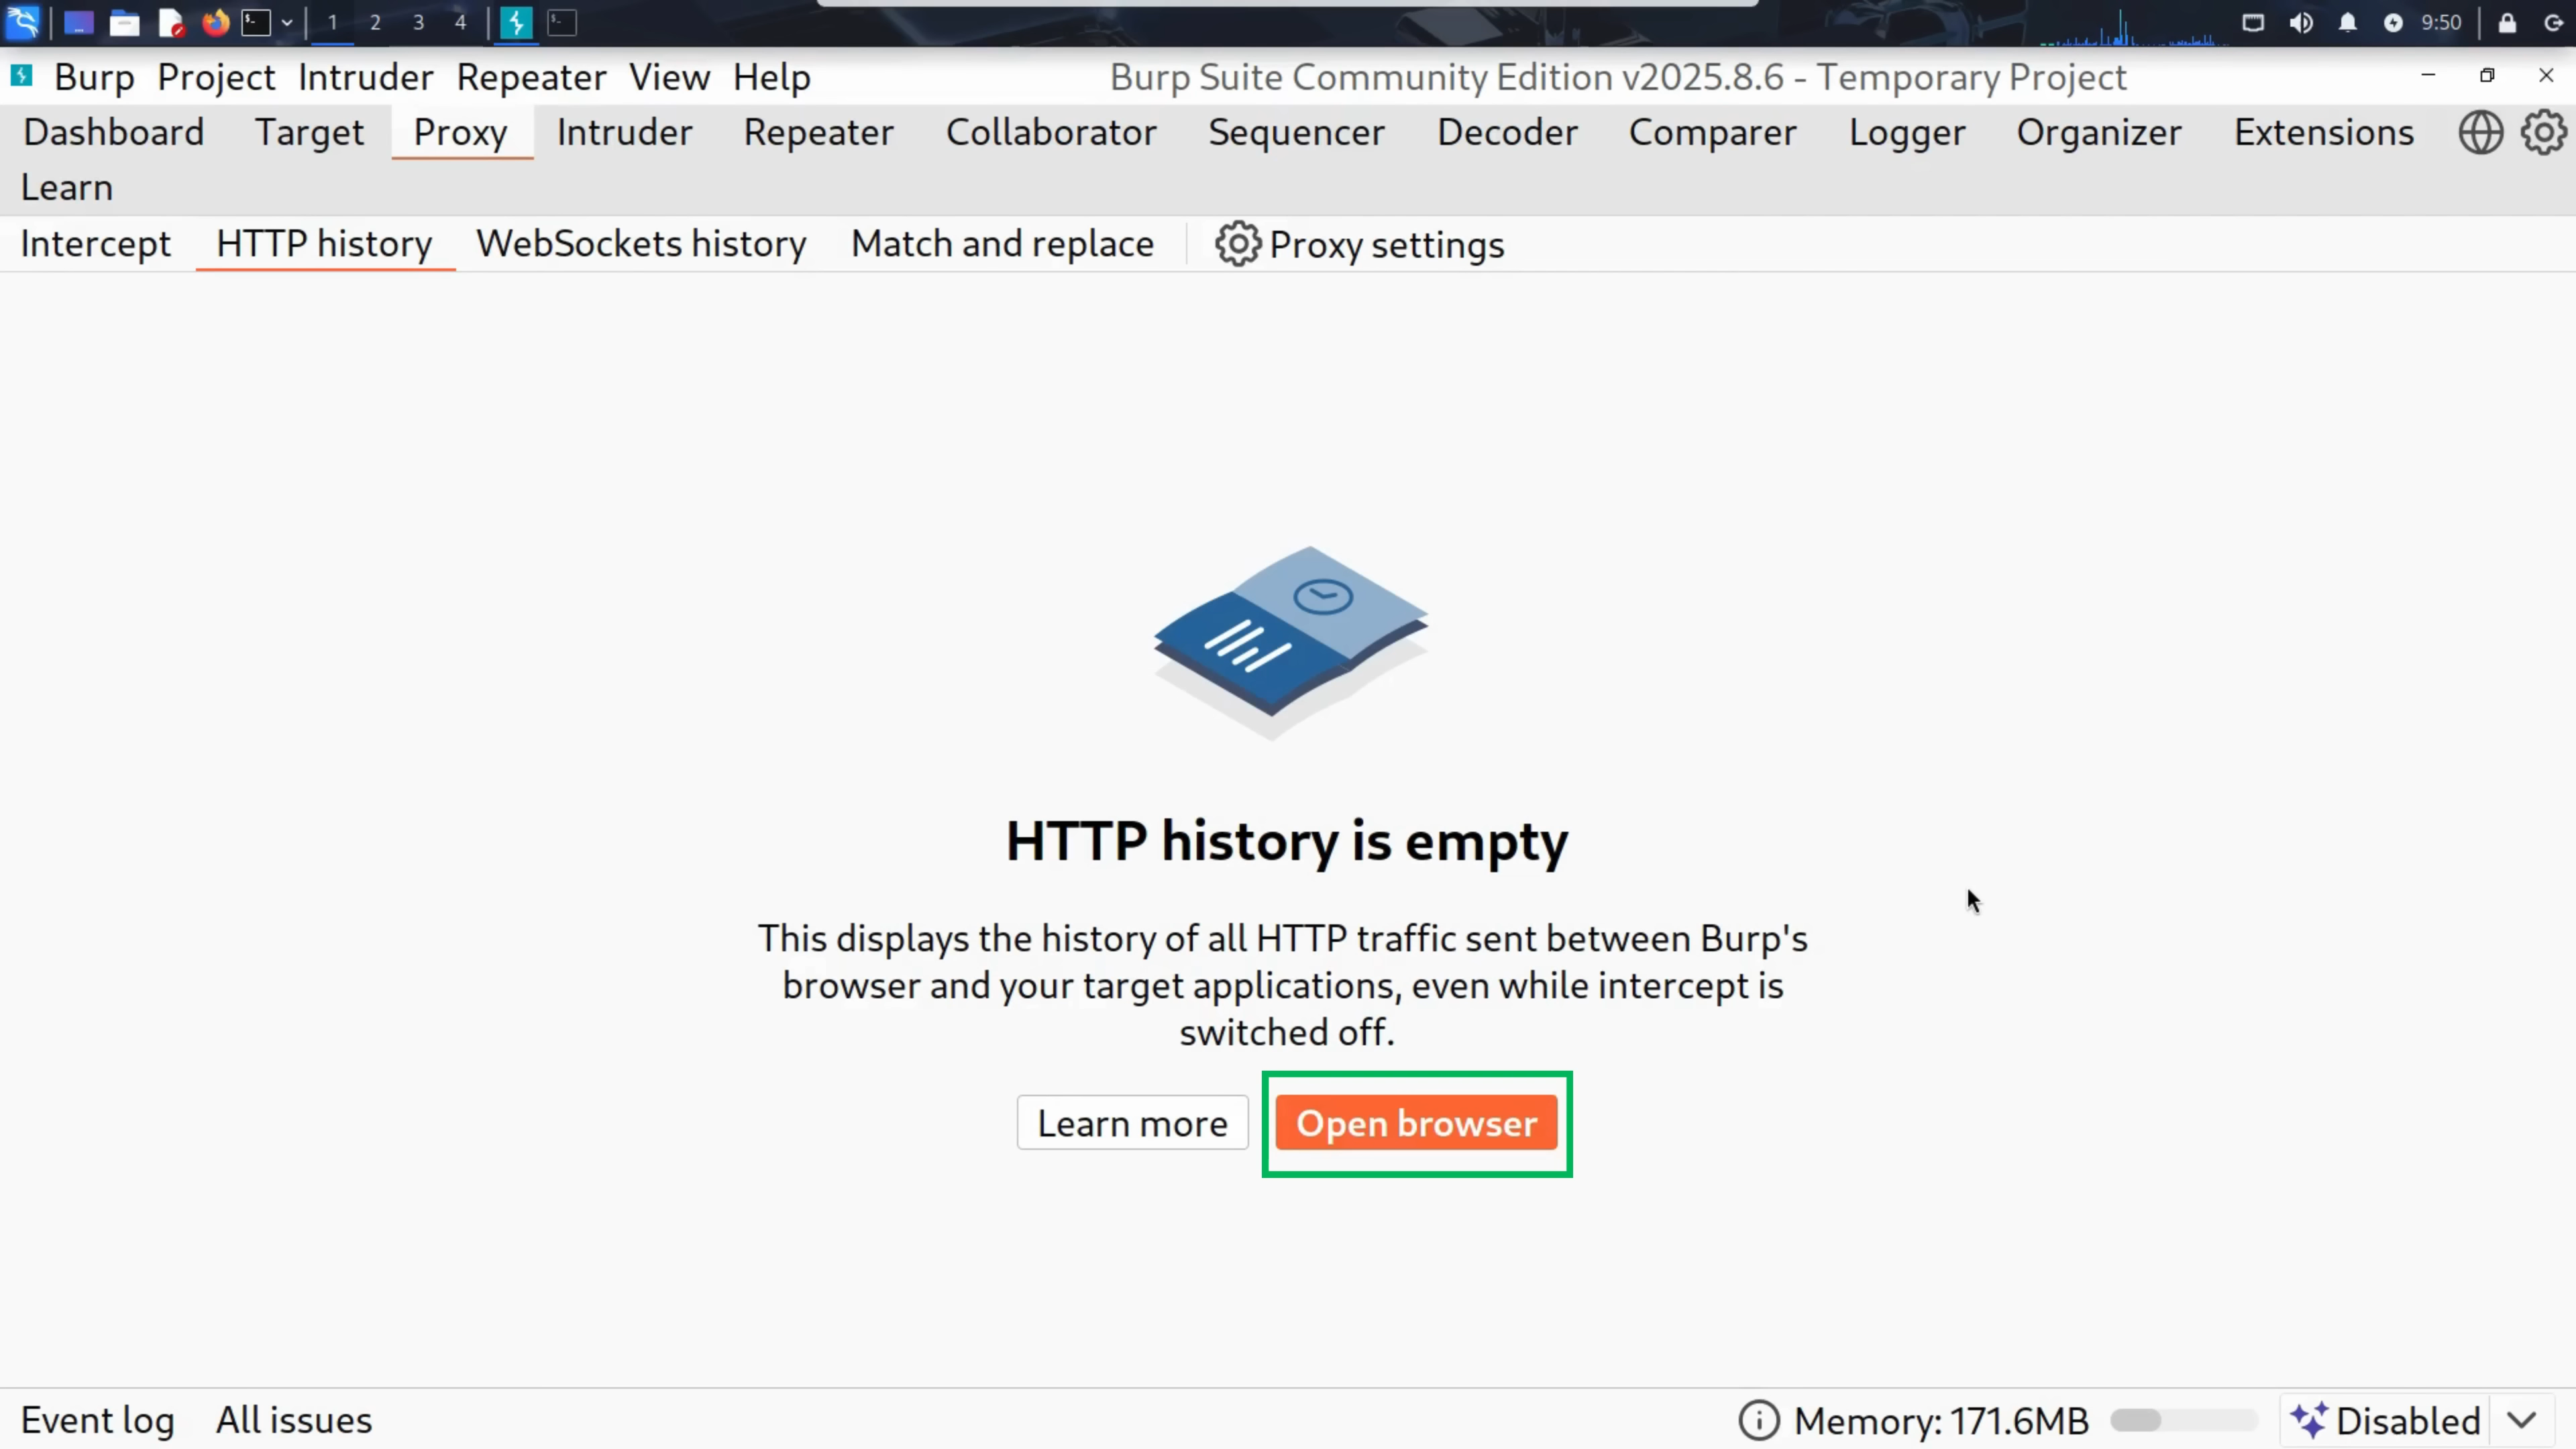 1 2 3 4 9:50
Burp Project Intruder Repeater View Help Burp Suite Community Edition v2025.8.6 - Temporary Project
Dashboard Target Proxy Intruder Repeater Collaborator Sequencer Decoder Comparer Logger Organizer Extensions
Learn
Intercept HTTP history WebSockets history Match and replace Proxy settings
HTTP history is empty
This displays the history of all HTTP traffic sent between Burp's
browser and your target applications, even while intercept is
switched off.
Learn more Open browser
Event log All issues Memory: 171.6MB Disabled